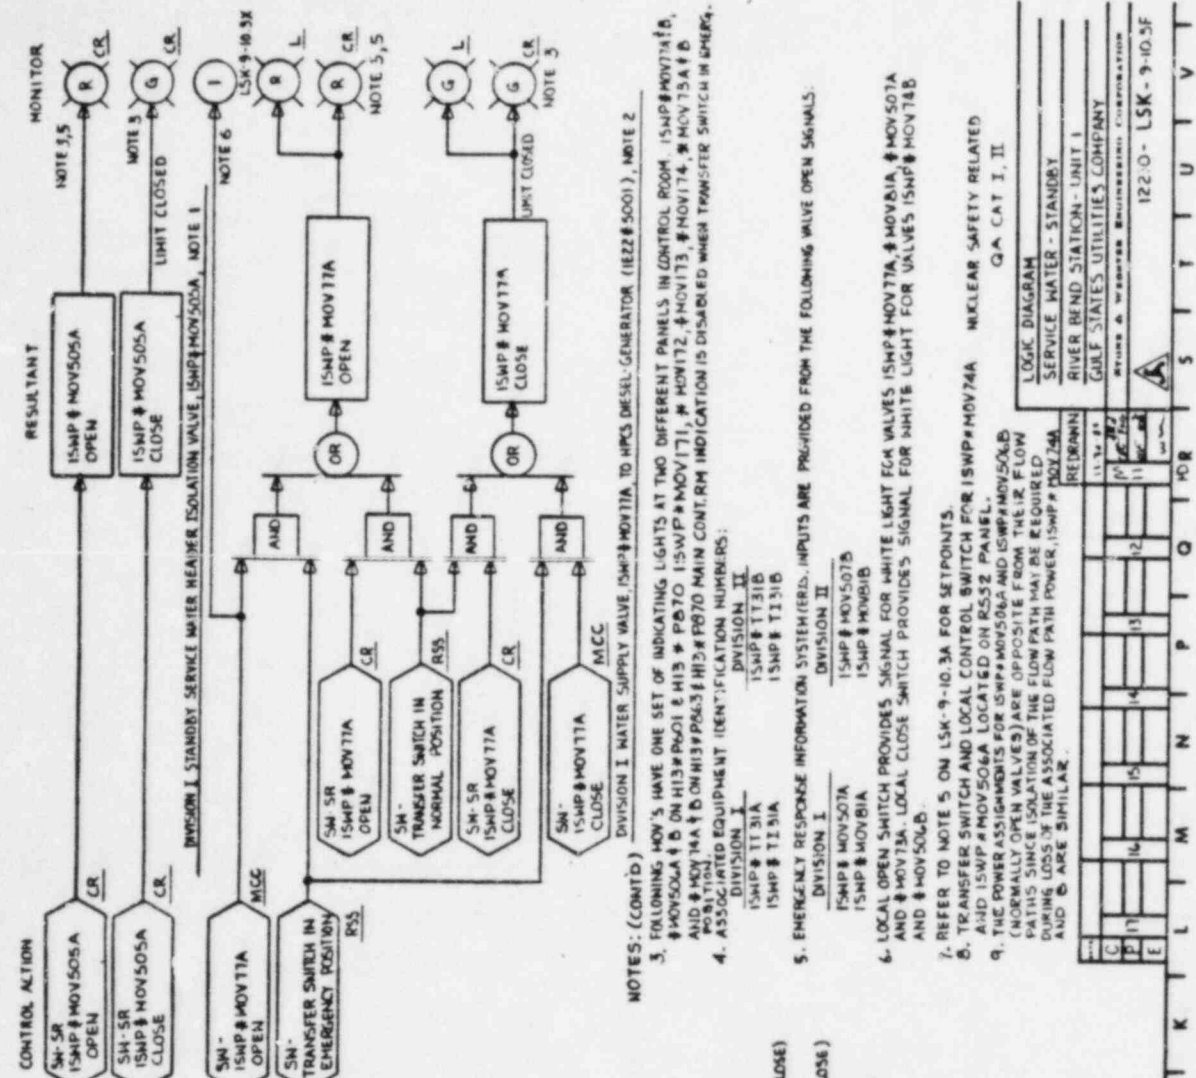 CONTROL ACTION
RESULTANT
MONITOR
SW-SR
1SWP*MOV505A
OPEN
CR
1SWP*MOV505A
OPEN
NOTE 3,5
R
CR
SW-SR
1SWP*MOV505A
CLOSE
CR
1SWP*MOV505A
CLOSE
LIMIT CLOSED
NOTE 3
G
CR
DIVISION I STANDBY SERVICE WATER HEADER ISOLATION VALVE, 1SWP*MOV505A, NOTE 1
NOTE 6
I
LSK-9-10.3X
SW-
1SWP*MOV77A
OPEN
MCC
SW-
TRANSFER SWITCH IN
EMERGENCY POSITION
RSS
SW-SR
1SWP*MOV77A
OPEN
CR
SW-
TRANSFER SWITCH IN
NORMAL POSITION
RSS
SW-SR
1SWP*MOV77A
CLOSE
CR
SW-
1SWP*MOV77A
CLOSE
MCC
AND
AND
AND
AND
OR
OR
1SWP*MOV77A
OPEN
R
L
R
CR
NOTE 3,5
1SWP*MOV77A
CLOSE
LIMIT CLOSED
G
L
G
CR
NOTE 3
DIVISION I WATER SUPPLY VALVE, 1SWP*MOV77A, TO HPCS DIESEL GENERATOR (1E22*S001), NOTE 2
NOTES: (CONT'D)
3. FOLLOWING MOV'S HAVE ONE SET OF INDICATING LIGHTS AT TWO DIFFERENT PANELS IN CONTROL ROOM. 1SWP*MOV77A & B,
*MOV506A & B ON H13*P601 & H13*P870 1SWP*MOV171, *MOV172, *MOV173, *MOV174, *MOV73A & B
AND *MOV74A & B ON H13*P863 & H13*P870 MAIN CONT. RM INDICATION IS DISABLED WHEN TRANSFER SWITCH IN EMERG.
POSITION.
4. ASSOCIATED EQUIPMENT IDENTIFICATION NUMBERS:
DIVISION I DIVISION II
1SWP*TT31A 1SWP*TT31B
1SWP*TI31A 1SWP*TI31B
5. EMERGENCY RESPONSE INFORMATION SYSTEM (ERIS). INPUTS ARE PROVIDED FROM THE FOLLOWING VALVE OPEN SIGNALS:
DIVISION I DIVISION II
1SWP*MOV507A 1SWP*MOV507B
1SWP*MOV81A 1SWP*MOV81B
6. LOCAL OPEN SWITCH PROVIDES SIGNAL FOR WHITE LIGHT FOR VALVES 1SWP*MOV77A, *MOV81A, *MOV507A
AND *MOV73A. LOCAL CLOSE SWITCH PROVIDES SIGNAL FOR WHITE LIGHT FOR VALVES 1SWP*MOV74B
AND *MOV506B.
7. REFER TO NOTE 5 ON LSK-9-10.3A FOR SETPOINTS.
8. TRANSFER SWITCH AND LOCAL CONTROL SWITCH FOR 1SWP*MOV74A
AND 1SWP*MOV506A LOCATED ON RSS2 PANEL.
9. THE POWER ASSIGNMENTS FOR 1SWP*MOV506A AND 1SWP*MOV506B
(NORMALLY OPEN VALVES) ARE OPPOSITE FROM THEIR FLOW
PATHS SINCE ISOLATION OF THE FLOW PATH MAY BE REQUIRED
DURING LOSS OF THE ASSOCIATED FLOW PATH POWER, 1SWP*MOV74A
AND B ARE SIMILAR.
NUCLEAR SAFETY RELATED
QA CAT I, II
LOSE)
LOSE)
LOGIC DIAGRAM
SERVICE WATER - STANDBY
RIVER BEND STATION - UNIT 1
GULF STATES UTILITIES COMPANY
STONE & WEBSTER ENGINEERING CORPORATION
12210- LSK-9-10.5F
REDRAWN
C
P
E
17 16 15 14 13 12 11
K L M N P Q R S T U V